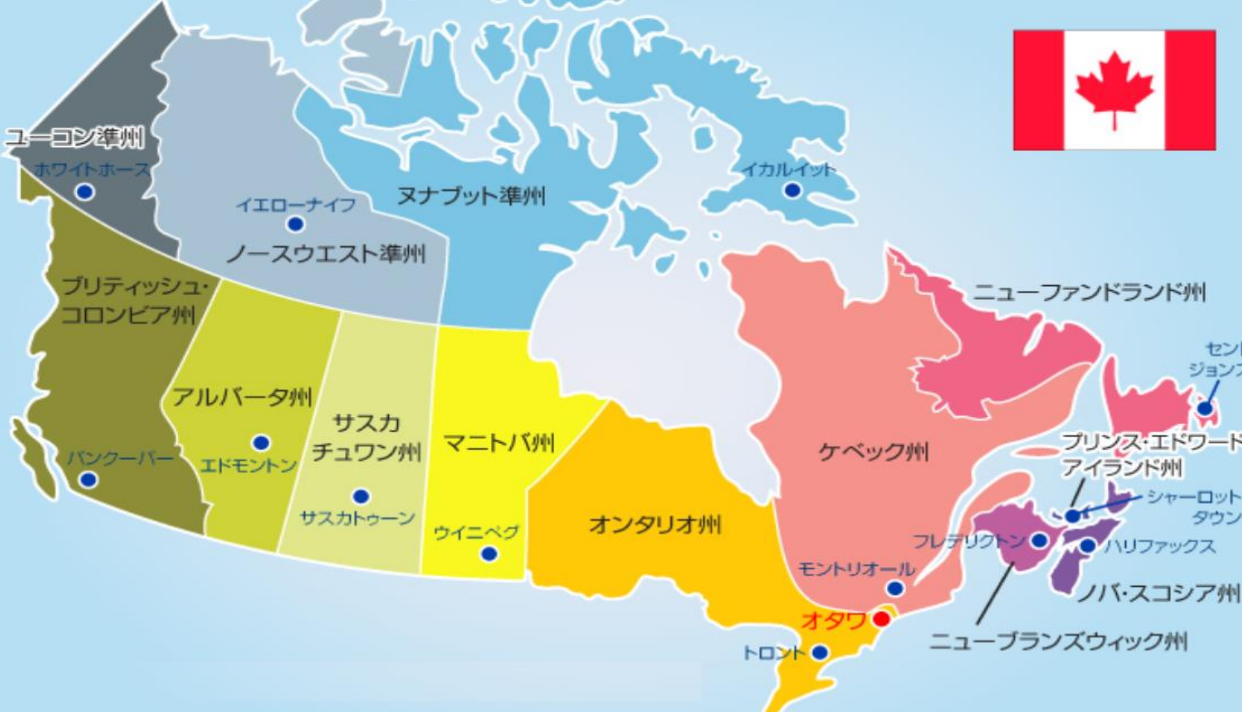 ユーコン準州
ホワイトホース
イエローナイフ
ノースウエスト準州
ヌナブット準州
イカルイット
ブリティッシュ・
コロンビア州
バンクーバー
アルバータ州
エドモントン
サスカ
チュワン州
サスカトゥーン
マニトバ州
ウイニペグ
オンタリオ州
ケベック州
モントリオール
オタワ
トロント
ニューファンドランド州
セント
ジョンズ
プリンス・エドワード
アイランド州
シャーロット
タウン
フレデリクトン
ハリファックス
ノバ・スコシア州
ニューブランズウィック州